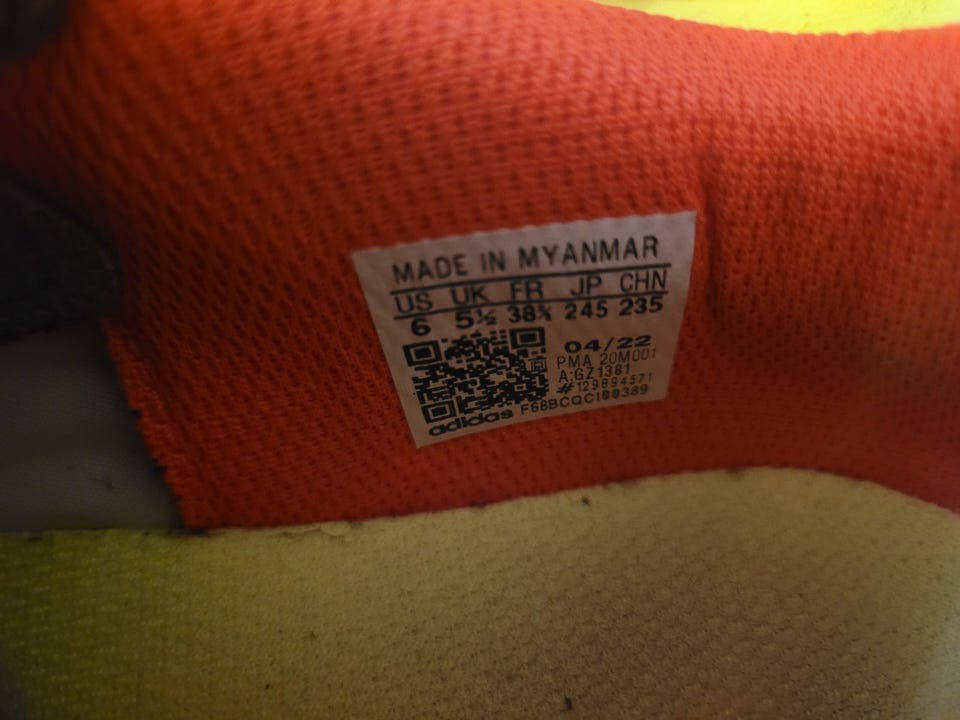 MADE IN MYANMAR
US UK FR JP CHN
6 5½ 38⅔ 245 235
04/22
PMA 20M001
A:GZ1381
#129894571
adidas F68BCQCI00389